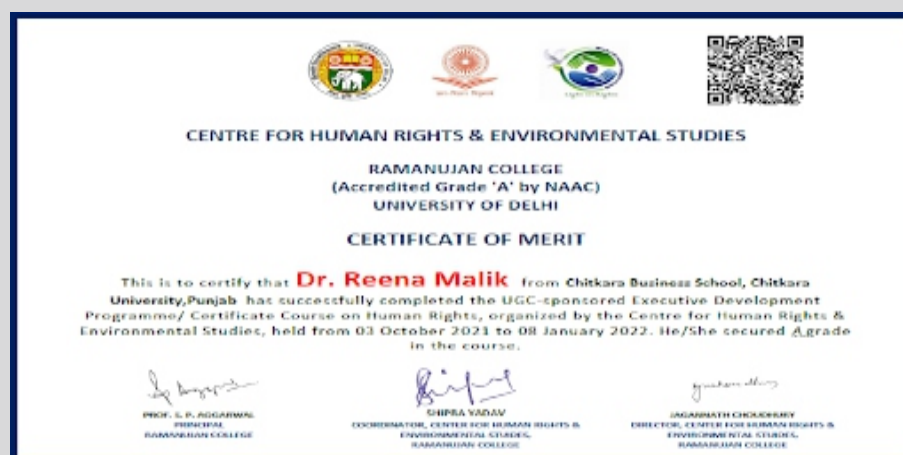 CENTRE FOR HUMAN RIGHTS & ENVIRONMENTAL STUDIES
RAMANUJAN COLLEGE
(Accredited Grade 'A' by NAAC)
UNIVERSITY OF DELHI
CERTIFICATE OF MERIT
This is to certify that Dr. Reena Malik from Chitkara Business School, Chitkara
University,Punjab has successfully completed the UGC-sponsored Executive Development
Programme/ Certificate Course on Human Rights, organized by the Centre for Human Rights &
Environmental Studies, held from 03 October 2021 to 08 January 2022. He/She secured A grade
in the course.
PROF. S. P. AGGARWAL
PRINCIPAL
RAMANUJAN COLLEGE
SHIPRA YADAV
COORDINATOR, CENTER FOR HUMAN RIGHTS &
ENVIRONMENTAL STUDIES,
RAMANUJAN COLLEGE
JAGANNATH CHOUDHURY
DIRECTOR, CENTER FOR HUMAN RIGHTS &
ENVIRONMENTAL STUDIES,
RAMANUJAN COLLEGE